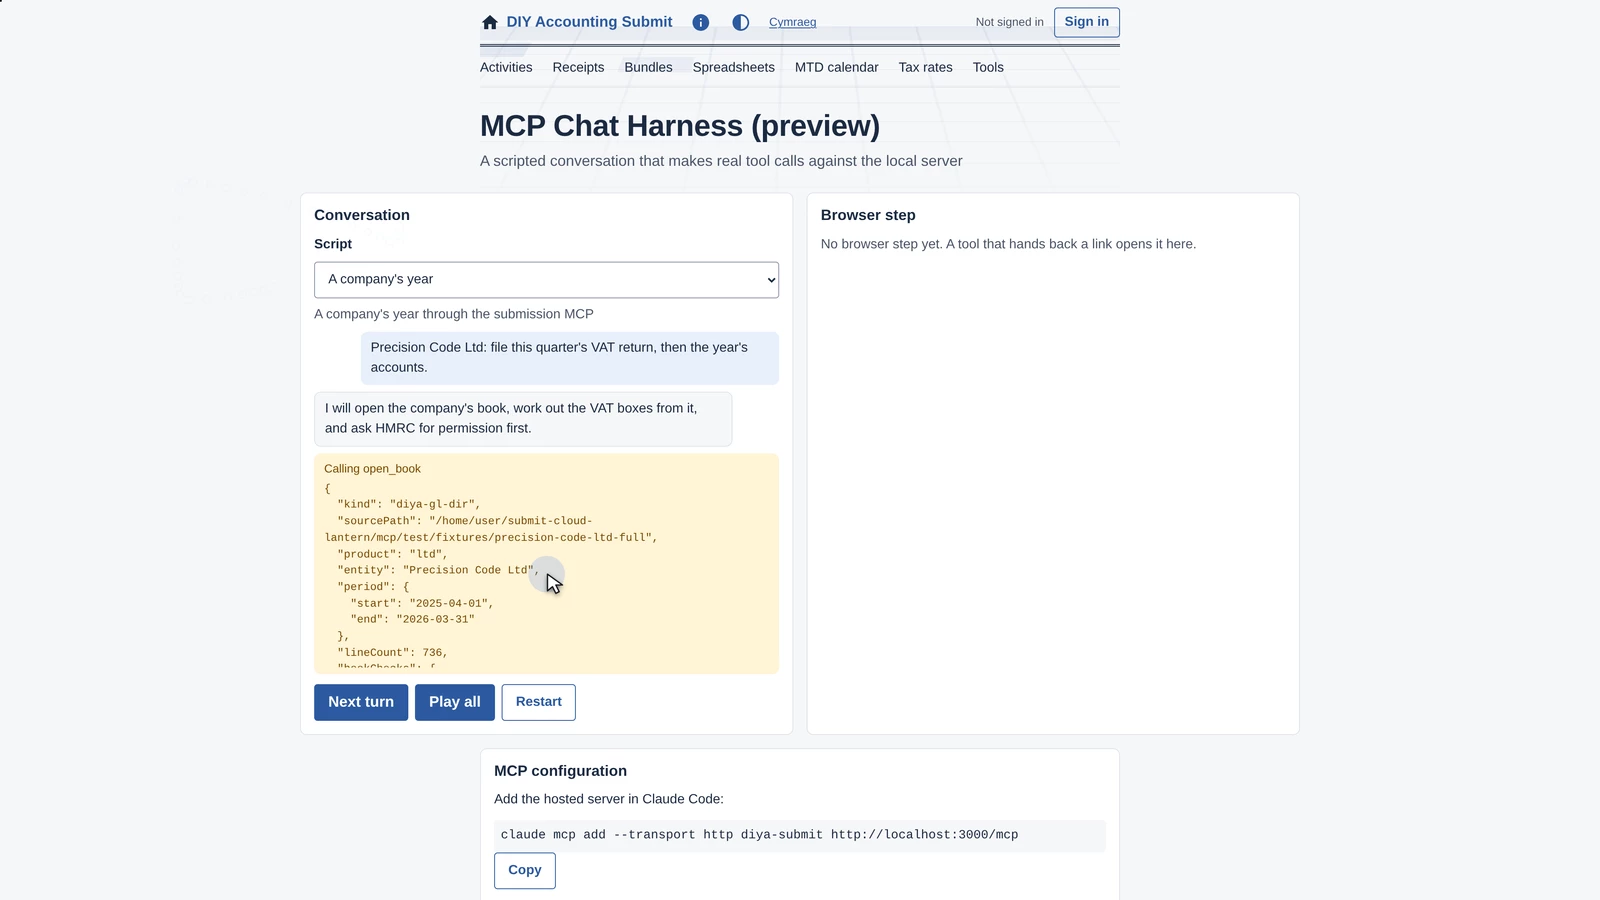 DIY Accounting Submit
Cymraeg
Not signed in
Sign in
Activities
Receipts
Bundles
Spreadsheets
MTD calendar
Tax rates
Tools
MCP Chat Harness (preview)
A scripted conversation that makes real tool calls against the local server
Conversation
Script
A company's year
A company's year through the submission MCP
Precision Code Ltd: file this quarter's VAT return, then the year's
accounts.
I will open the company's book, work out the VAT boxes from it,
and ask HMRC for permission first.
Calling open_book
{
"kind": "diya-gl-dir",
"sourcePath": "/home/user/submit-cloud-
lantern/mcp/test/fixtures/precision-code-ltd-full",
"product": "ltd",
"entity": "Precision Code Ltd",
"period": {
"start": "2025-04-01",
"end": "2026-03-31"
},
"lineCount": 736,
Next turn
Play all
Restart
Browser step
No browser step yet. A tool that hands back a link opens it here.
MCP configuration
Add the hosted server in Claude Code:
claude mcp add --transport http diya-submit http://localhost:3000/mcp
Copy